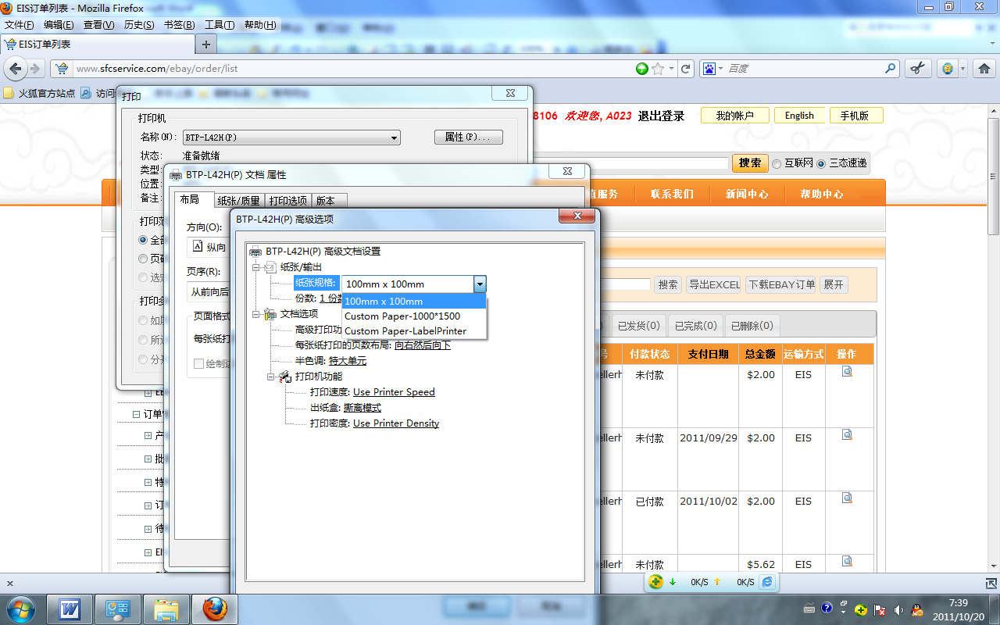 EIS订单列表 - Mozilla Firefox
文件(F) 编辑(E) 查看(V) 历史(S) 书签(B) 工具(T) 帮助(H)
EIS订单列表
www.sfcservice.com/ebay/order/list
百度
火狐官方站点 访问
打印
打印机
名称(N): BTP-L42H(P) 属性(P)...
状态: 准备就绪
类型:
位置:
备注:
8106 欢迎您, A023 退出登录 我的帐户 English 手机版
搜索 互联网 三态速递
值服务 联系我们 新闻中心 帮助中心
BTP-L42H(P) 文档 属性
布局 纸张/质量 打印选项 版本
方向(O):
纵向
页序(R):
从前向后
页面格式
每张纸打
绘制边
打印范
全部
页码
选定
打印
BTP-L42H(P) 高级选项
BTP-L42H(P) 高级文档设置
纸张/输出
纸张规格: 100mm x 100mm
100mm x 100mm
Custom Paper-1000*1500
Custom Paper-LabelPrinter
份数: 1 份数
文档选项
高级打印功
每张纸打印的页数布局: 向右然后向下
半色调: 特大单元
打印机功能
打印速度: Use Printer Speed
出纸盒: 撕离模式
打印密度: Use Printer Density
搜索 导出EXCEL 下载EBAY订单 展开
已发货(0) 已完成(0) 已删除(0)
号 付款状态 支付日期 总金额 运输方式 操作
ellerh 未付款 $2.00 EIS
ellerh 未付款 2011/09/29 $2.00 EIS
ellerh 已付款 2011/10/02 $2.00 EIS
ellerh 未付款 $5.62 EIS
订单
产
批
特
订
待
EI
0K/S 0K/S
7:39
2011/10/20